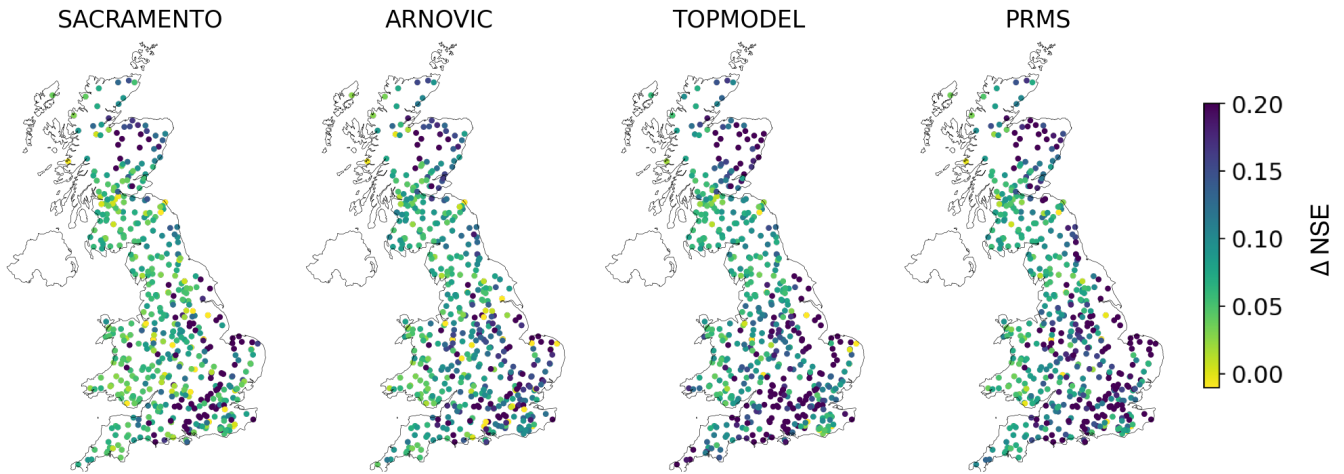 SACRAMENTO
ARNOVIC
TOPMODEL
PRMS
0.20
0.15
0.10
0.05
0.00
Δ NSE